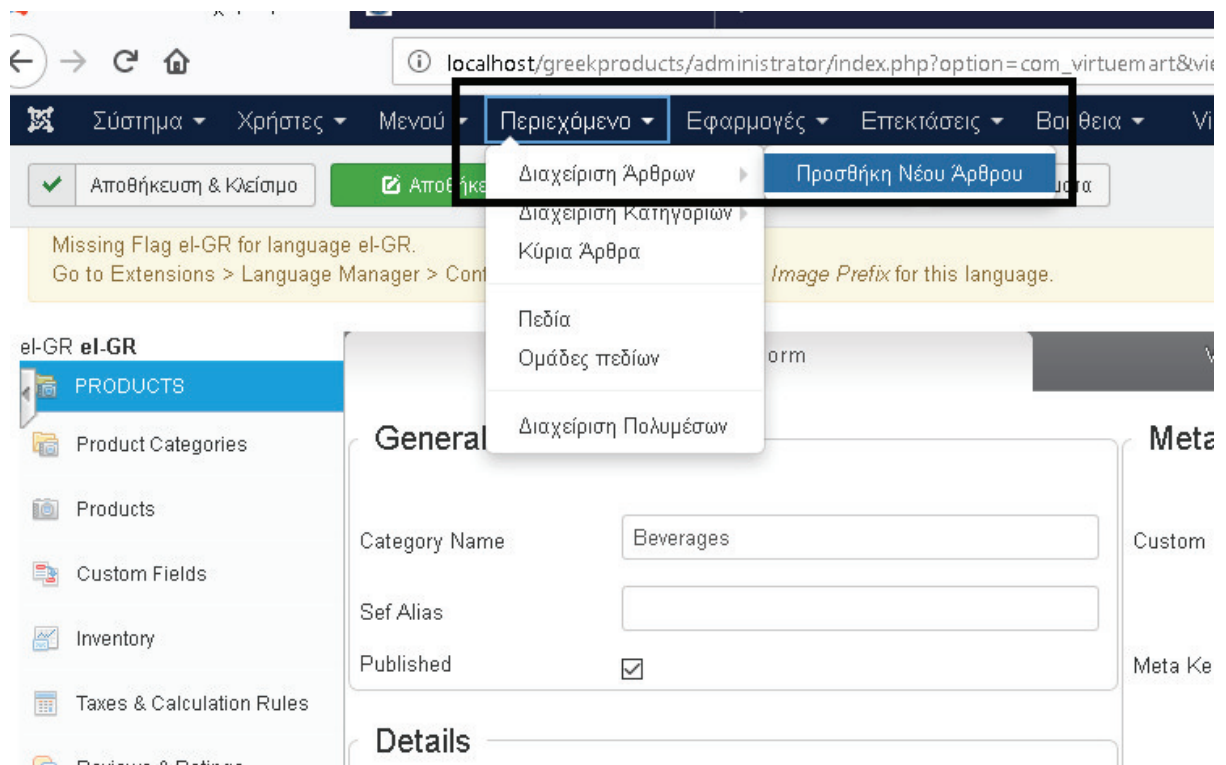 localhost/greekproducts/administrator/index.php?option=com_virtuemart&vie
Σύστημα Χρήστες Μενού Περιεχόμενο Εφαρμογές Επεκτάσεις Βοήθεια Vi
Αποθήκευση & Κλείσιμο
Διαχείριση Άρθρων Προσθήκη Νέου Άρθρου
Διαχείριση Κατηγοριών
Κύρια Άρθρα
Πεδία
Ομάδες πεδίων
Διαχείριση Πολυμέσων
Missing Flag el-GR for language el-GR.
Go to Extensions > Language Manager > Cont Image Prefix for this language.
el-GR el-GR
PRODUCTS
Product Categories
Products
Custom Fields
Inventory
Taxes & Calculation Rules
orm
General
Meta
Category Name Beverages
Custom
Sef Alias
Published
Meta Ke
Details